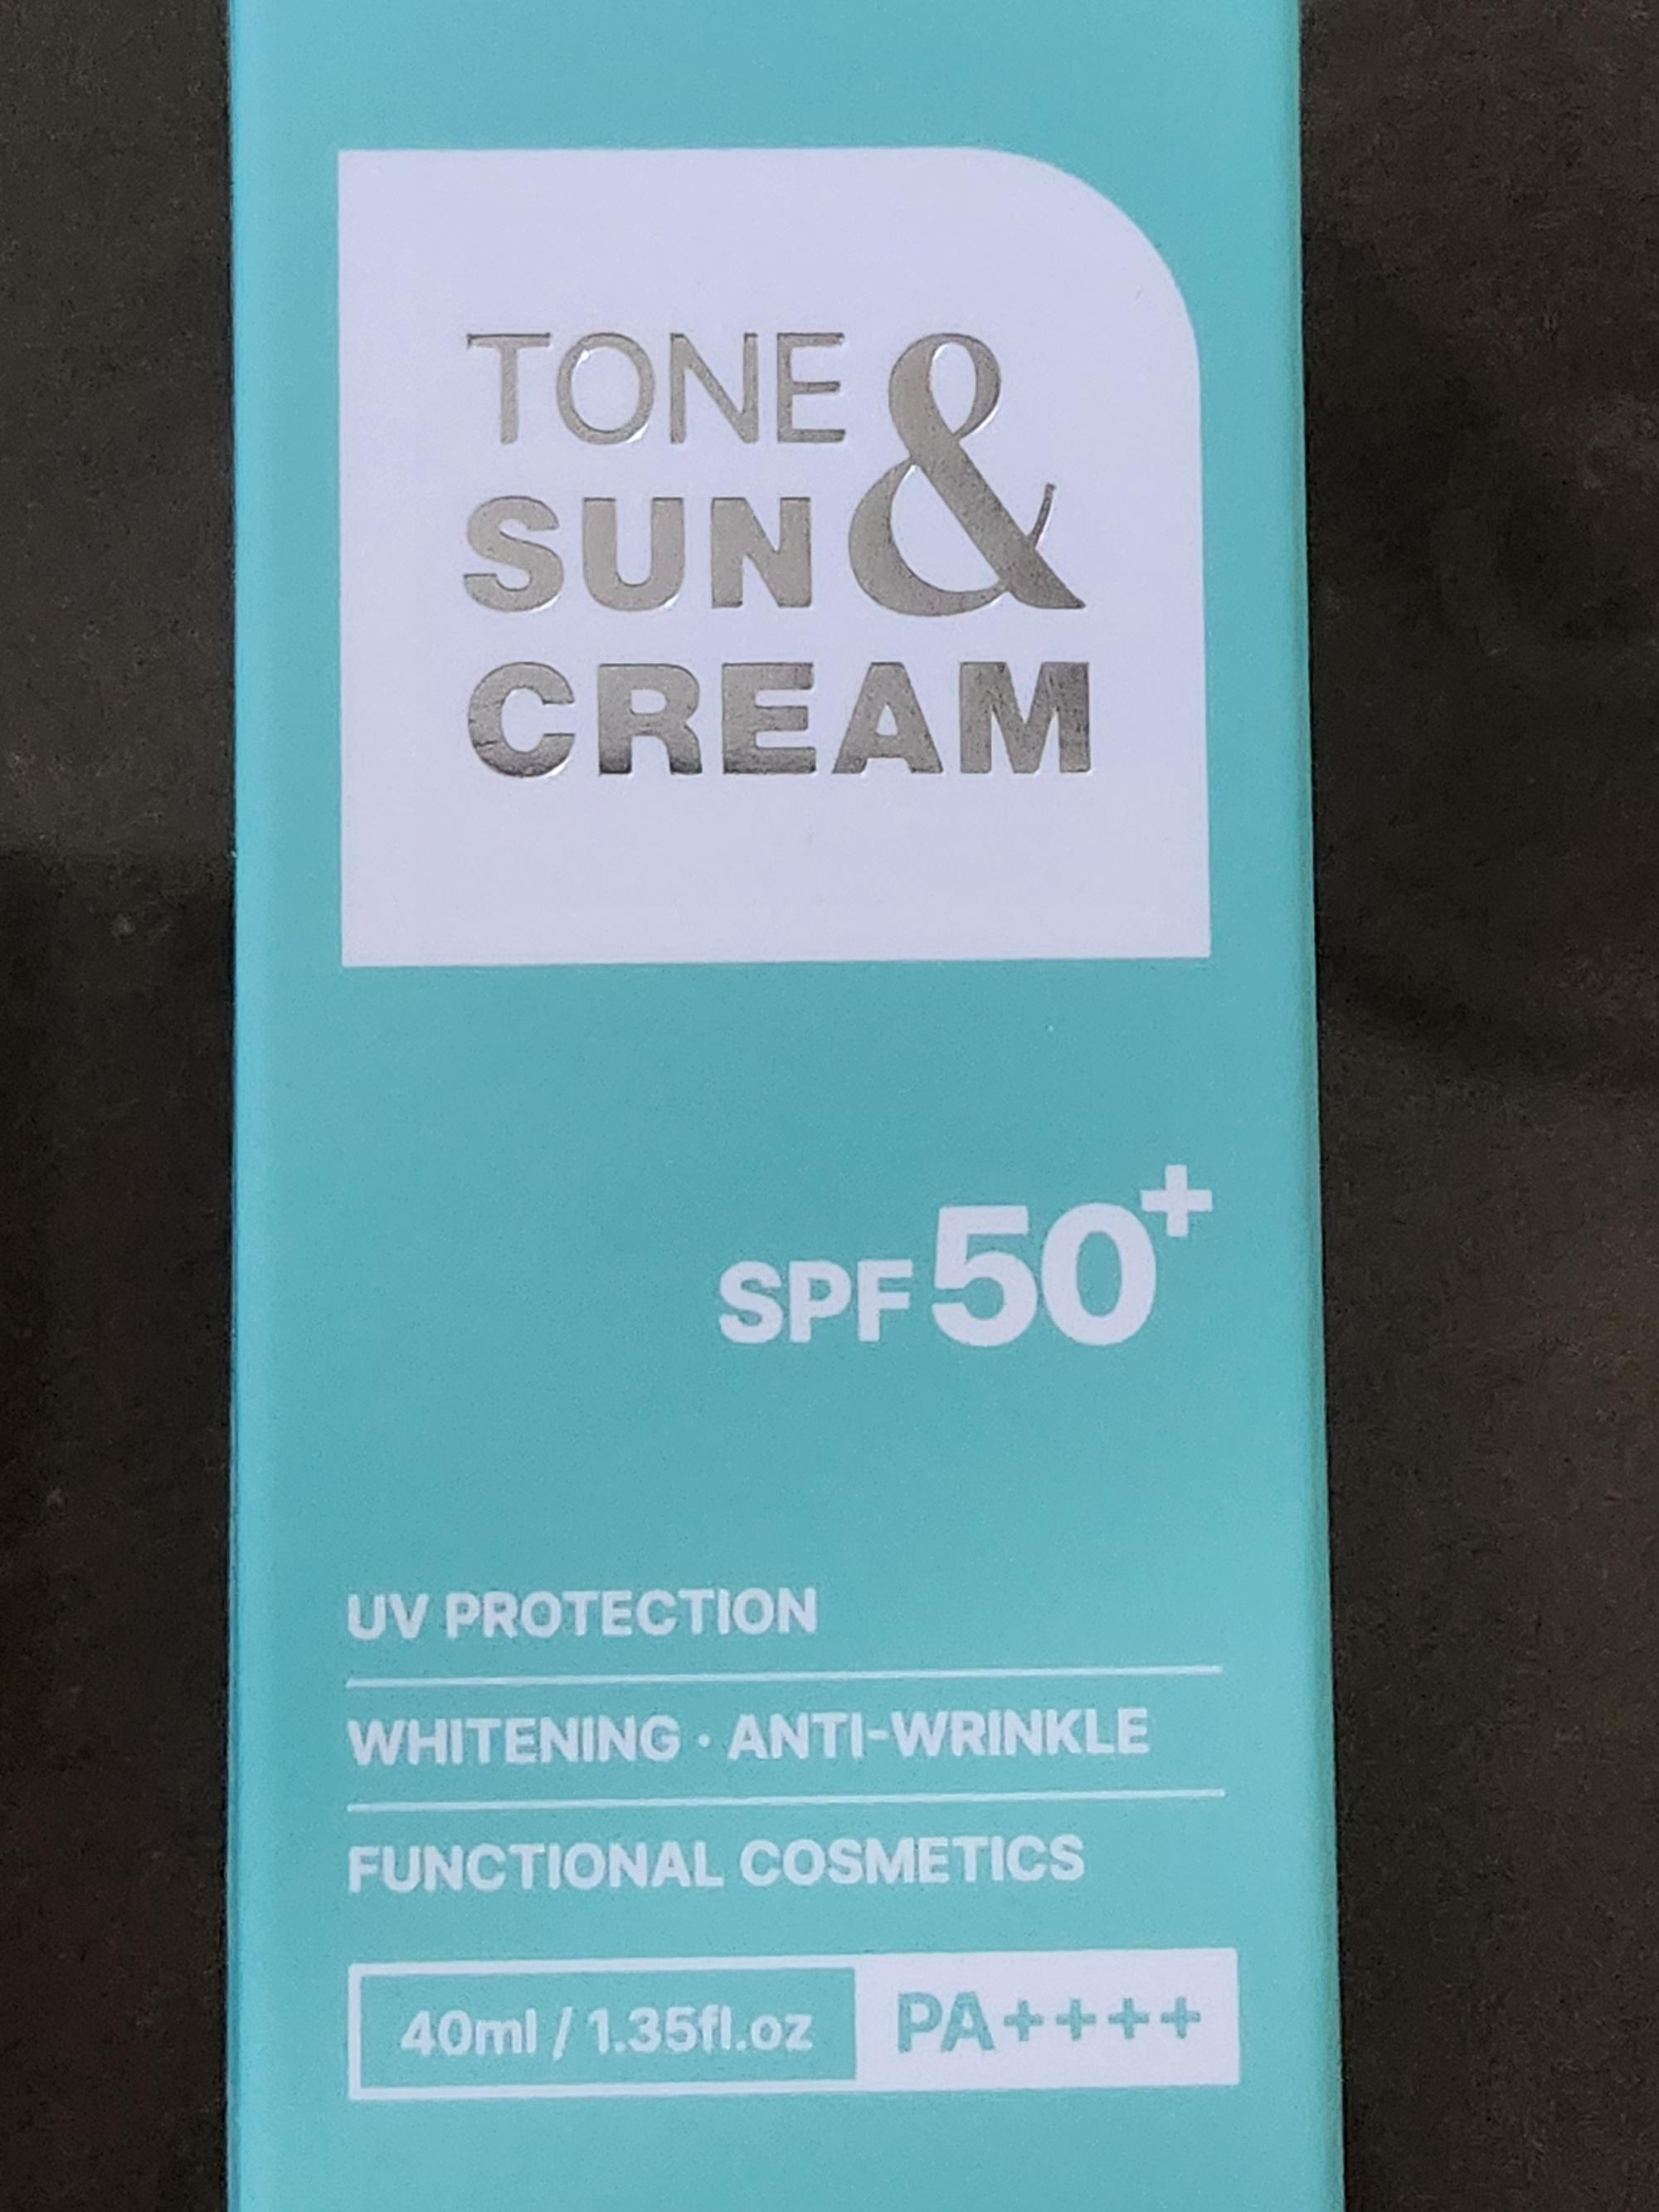 TONE &
SUN
CREAM
SPF 50+
UV PROTECTION
WHITENING · ANTI-WRINKLE
FUNCTIONAL COSMETICS
40ml / 1.35fl.oz PA++++